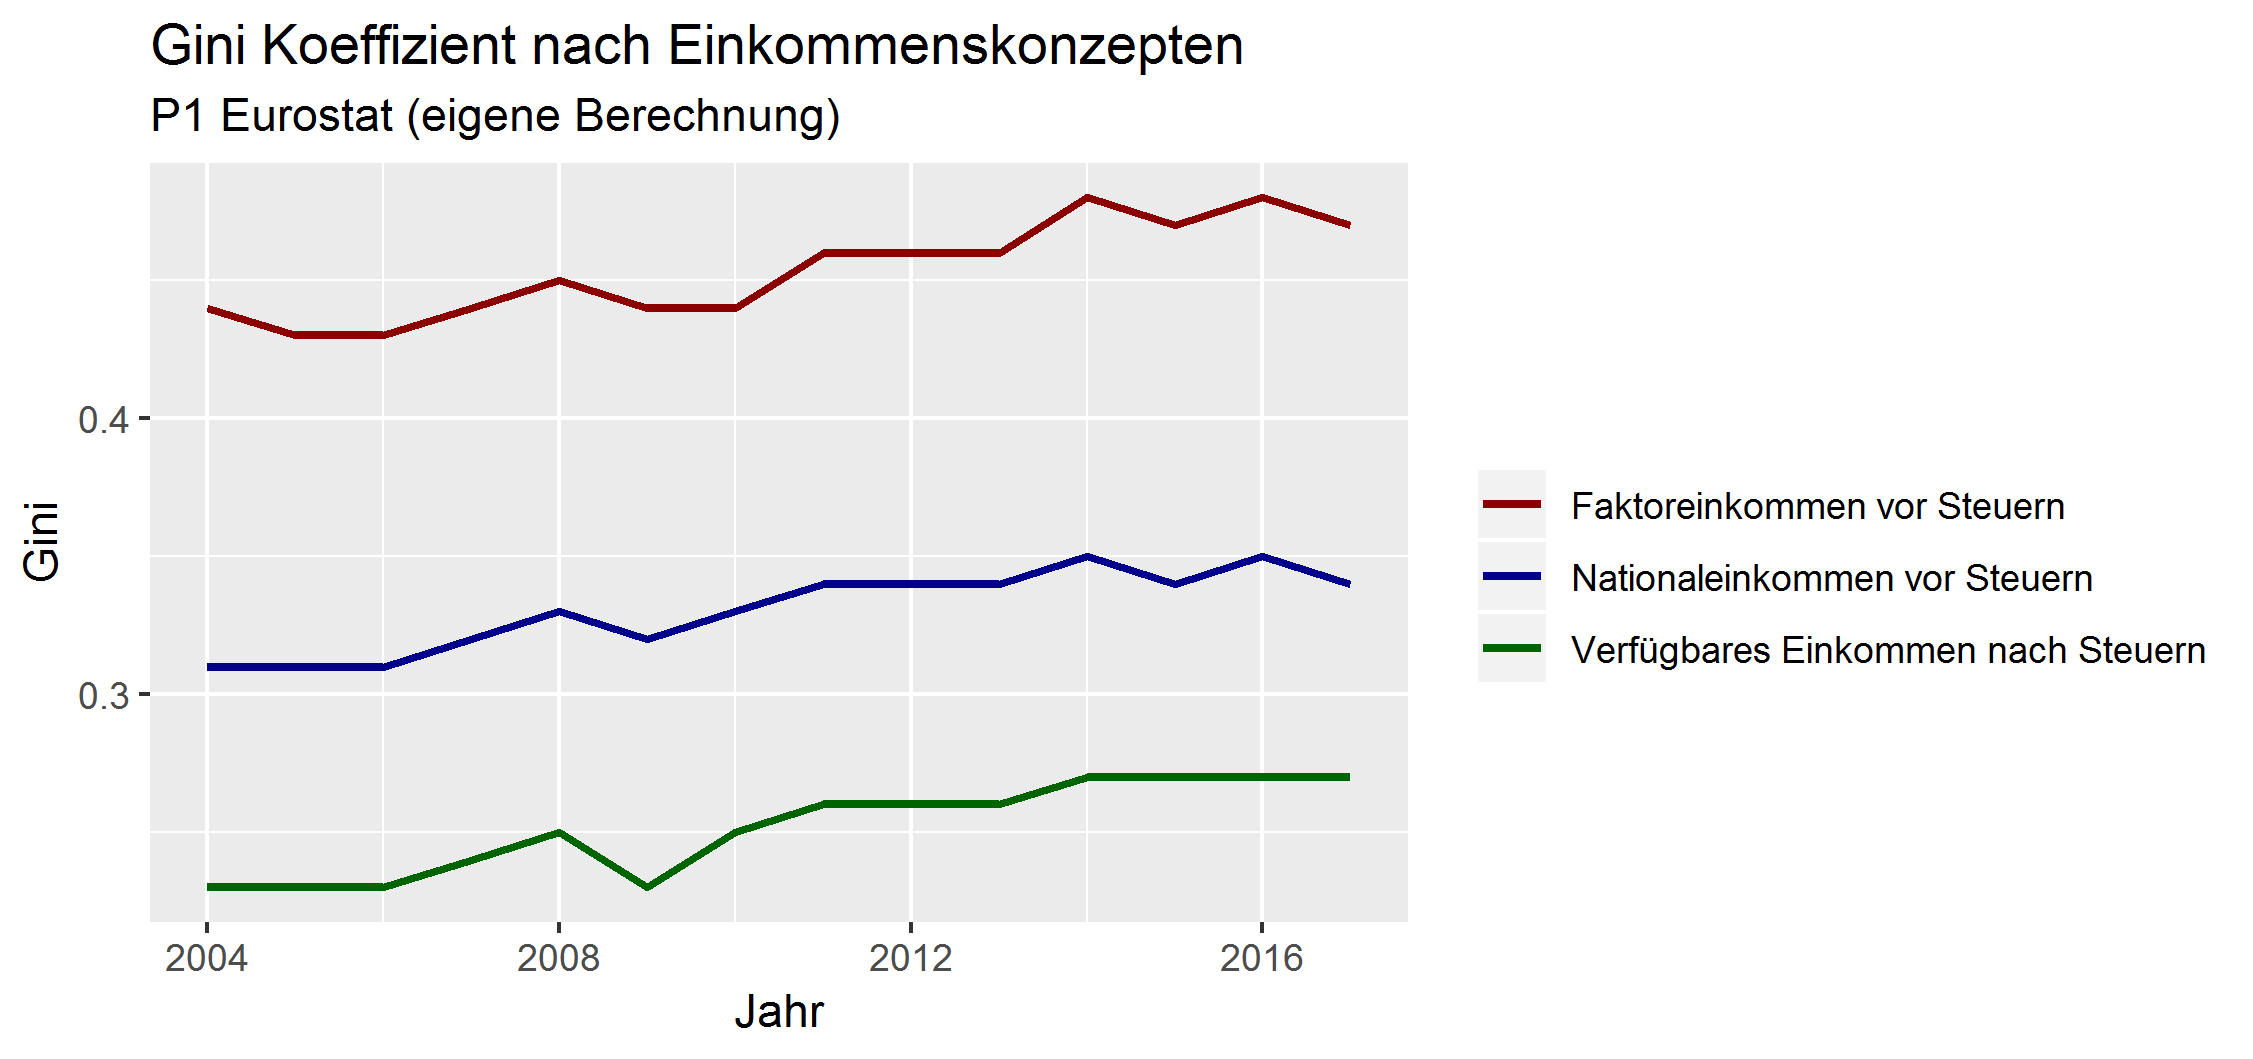 Gini Koeffizient nach Einkommenskonzepten
P1 Eurostat (eigene Berechnung)
Gini
0.4
0.3
2004 2008 2012 2016
Jahr
Faktoreinkommen vor Steuern
Nationaleinkommen vor Steuern
Verfügbares Einkommen nach Steuern